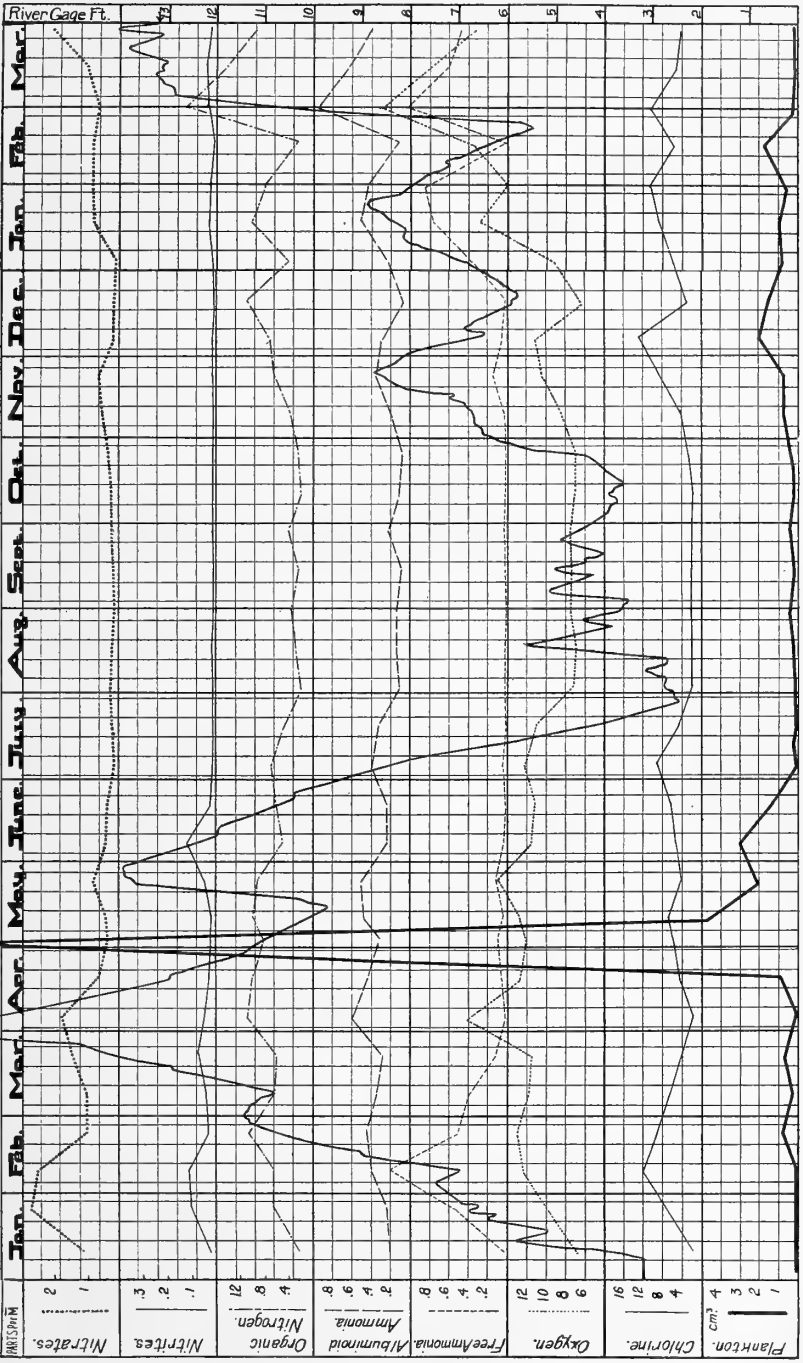 PARTS Per M
Jan. Feb. Mar. Apr. May. June. July. Aug. Sept. Oct. Nov. Dec. Jan. Feb. Mar.
River Gage Ft.
Nitrates.
2
1
Nitrites.
.3
.2
.1
Organic
Nitrogen.
12
.8
.4
Albuminoid
Ammonia.
.6
.4
.2
Free Ammonia.
.8
.6
.4
.2
Oxygen.
12
10
8
6
Chlorine.
16
12
8
4
Plankton.
cm³
4
3
2
1
13
12
11
10
9
8
7
6
5
4
3
2
1